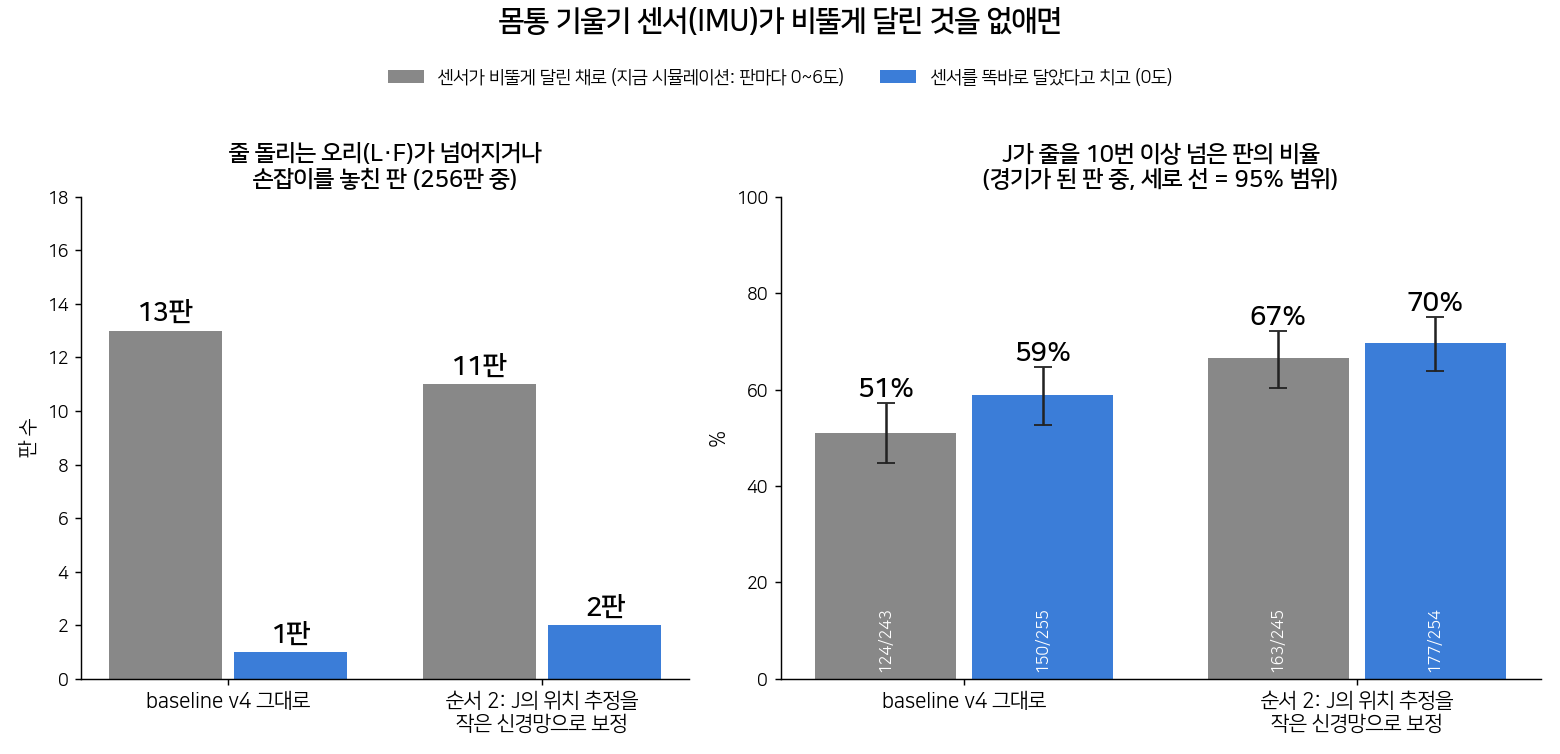 몸통 기울기 센서(IMU)가 비뚤게 달린 것을 없애면
센서가 비뚤게 달린 채로 (지금 시뮬레이션: 판마다 0~6도)
센서를 똑바로 달았다고 치고 (0도)
줄 돌리는 오리(L·F)가 넘어지거나
손잡이를 놓친 판 (256판 중)
판 수
18
16
14
12
10
8
6
4
2
0
13판
1판
11판
2판
baseline v4 그대로
순서 2: J의 위치 추정을
작은 신경망으로 보정
J가 줄을 10번 이상 넘은 판의 비율
(경기가 된 판 중, 세로 선 = 95% 범위)
%
100
80
60
40
20
0
51%
59%
67%
70%
124/243
150/255
163/245
177/254
baseline v4 그대로
순서 2: J의 위치 추정을
작은 신경망으로 보정